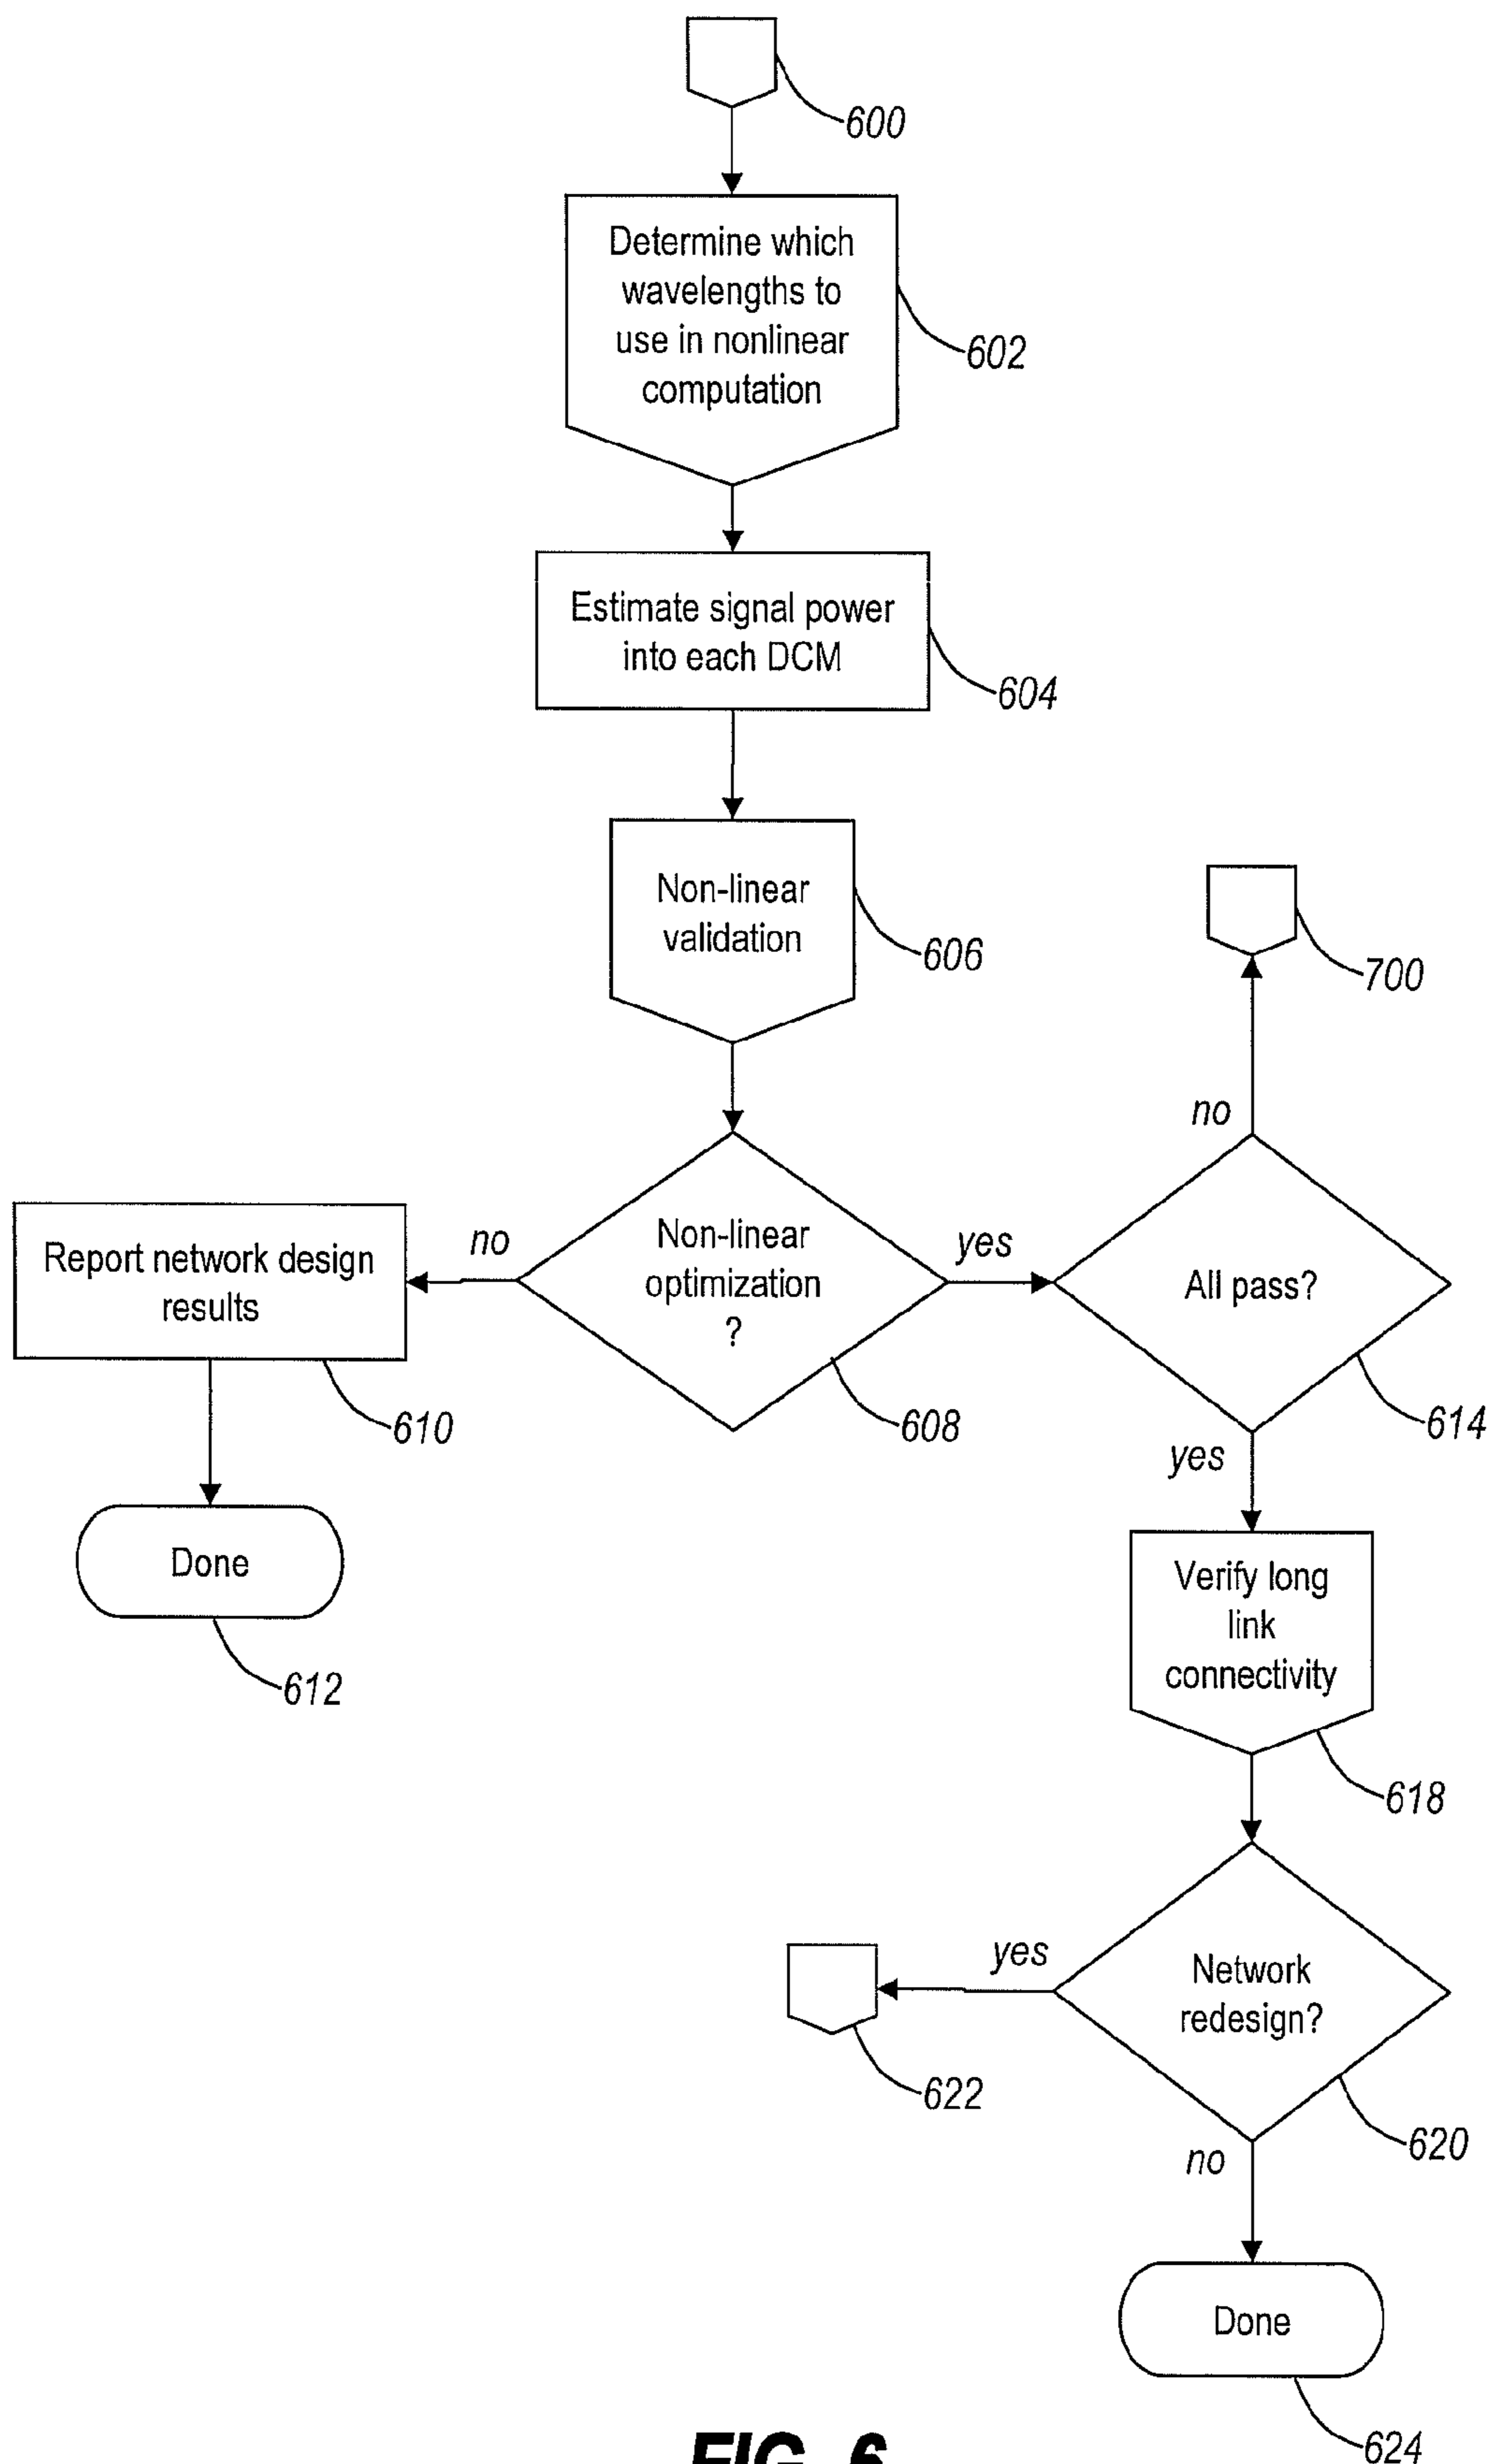 600
Determine which
wavelengths to
use in nonlinear
computation
602
Estimate signal power
into each DCM
604
Non-linear
validation
606
700
no
Report network design
results
no
Non-linear
optimization
?
yes
All pass?
610
608
614
yes
Done
612
Verify long
link
connectivity
618
yes
Network
redesign?
622
620
no
Done
624
FIG. 6